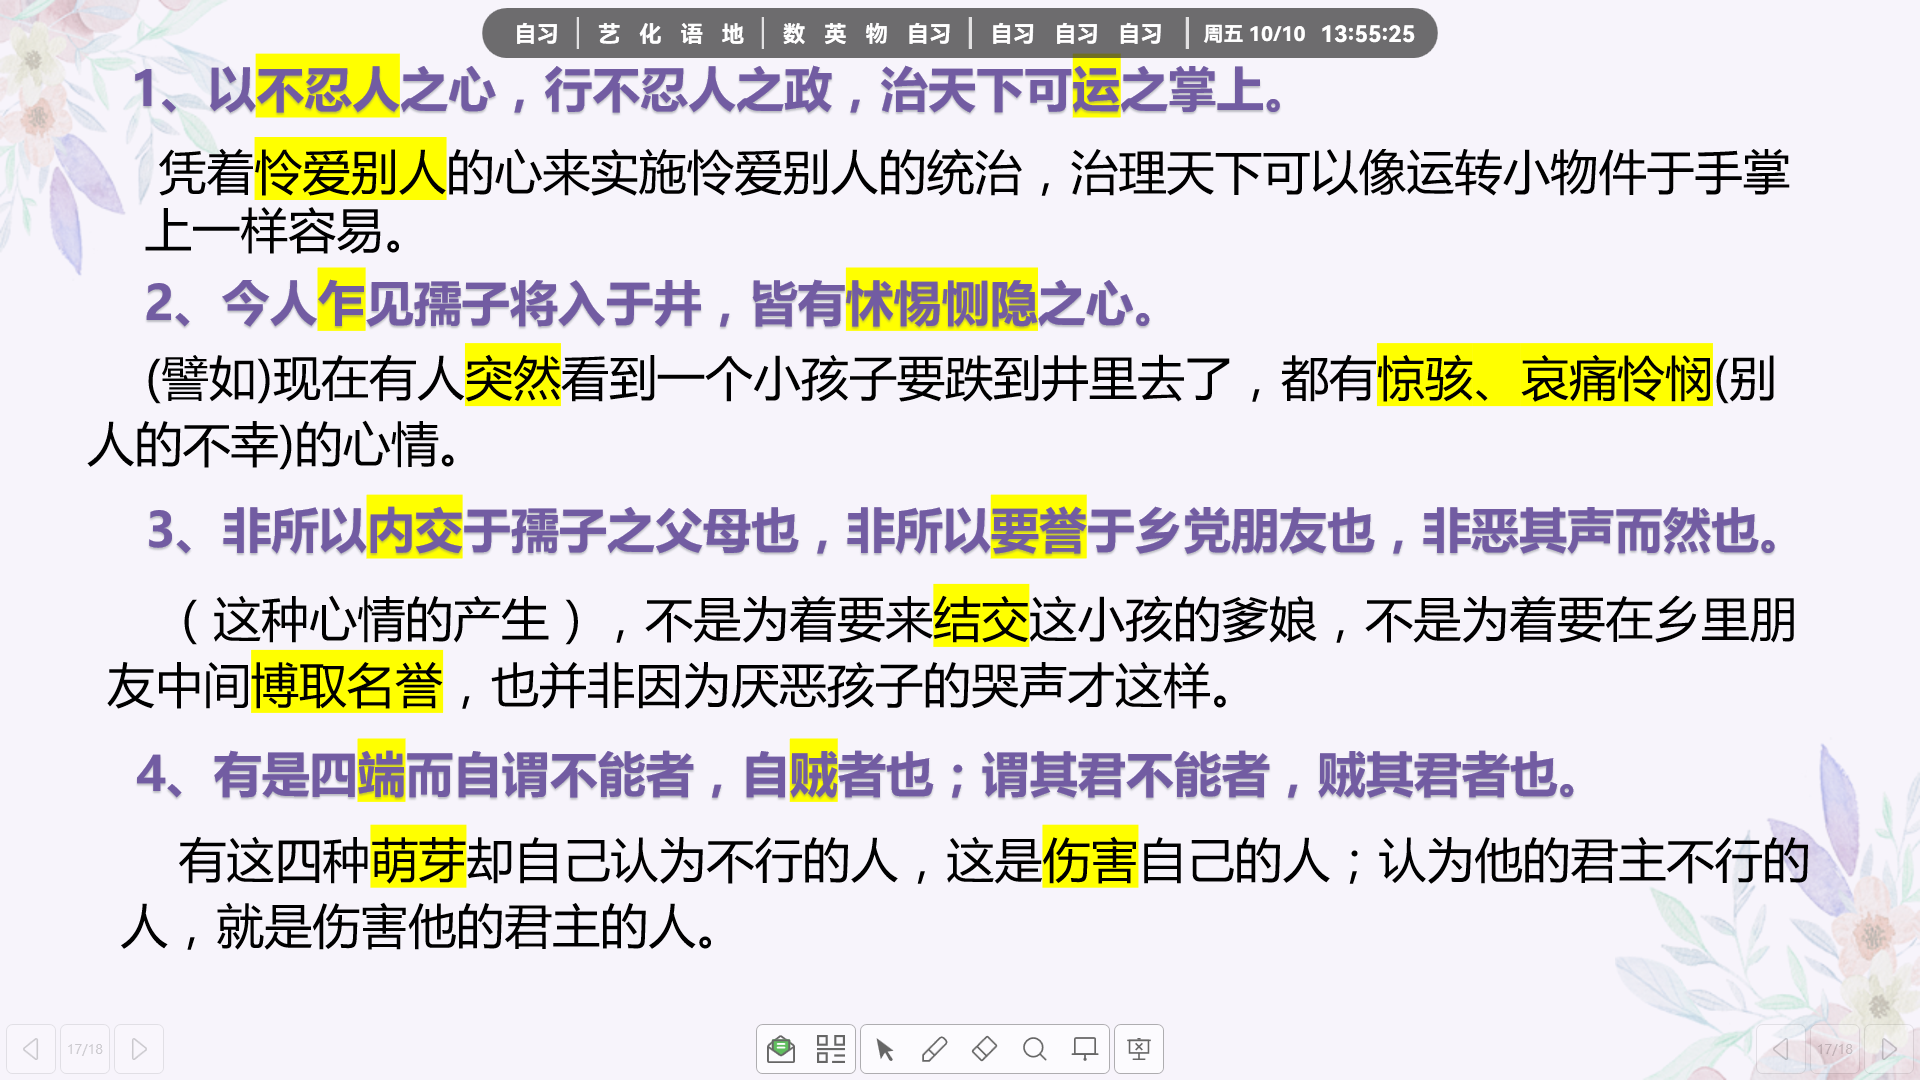 自习 | 艺 化 语 地 | 数 英 物 自习 | 自习 自习 自习 | 周五 10/10 13:55:25
1、以不忍人之心，行不忍人之政，治天下可运之掌上。
凭着怜爱别人的心来实施怜爱别人的统治，治理天下可以像运转小物件于手掌
上一样容易。
2、今人乍见孺子将入于井，皆有怵惕恻隐之心。
(譬如)现在有人突然看到一个小孩子要跌到井里去了，都有惊骇、哀痛怜悯(别
人的不幸)的心情。
3、非所以内交于孺子之父母也，非所以要誉于乡党朋友也，非恶其声而然也。
（这种心情的产生），不是为着要来结交这小孩的爹娘，不是为着要在乡里朋
友中间博取名誉，也并非因为厌恶孩子的哭声才这样。
4、有是四端而自谓不能者，自贼者也；谓其君不能者，贼其君者也。
有这四种萌芽却自己认为不行的人，这是伤害自己的人；认为他的君主不行的
人，就是伤害他的君主的人。
17/18
17/18